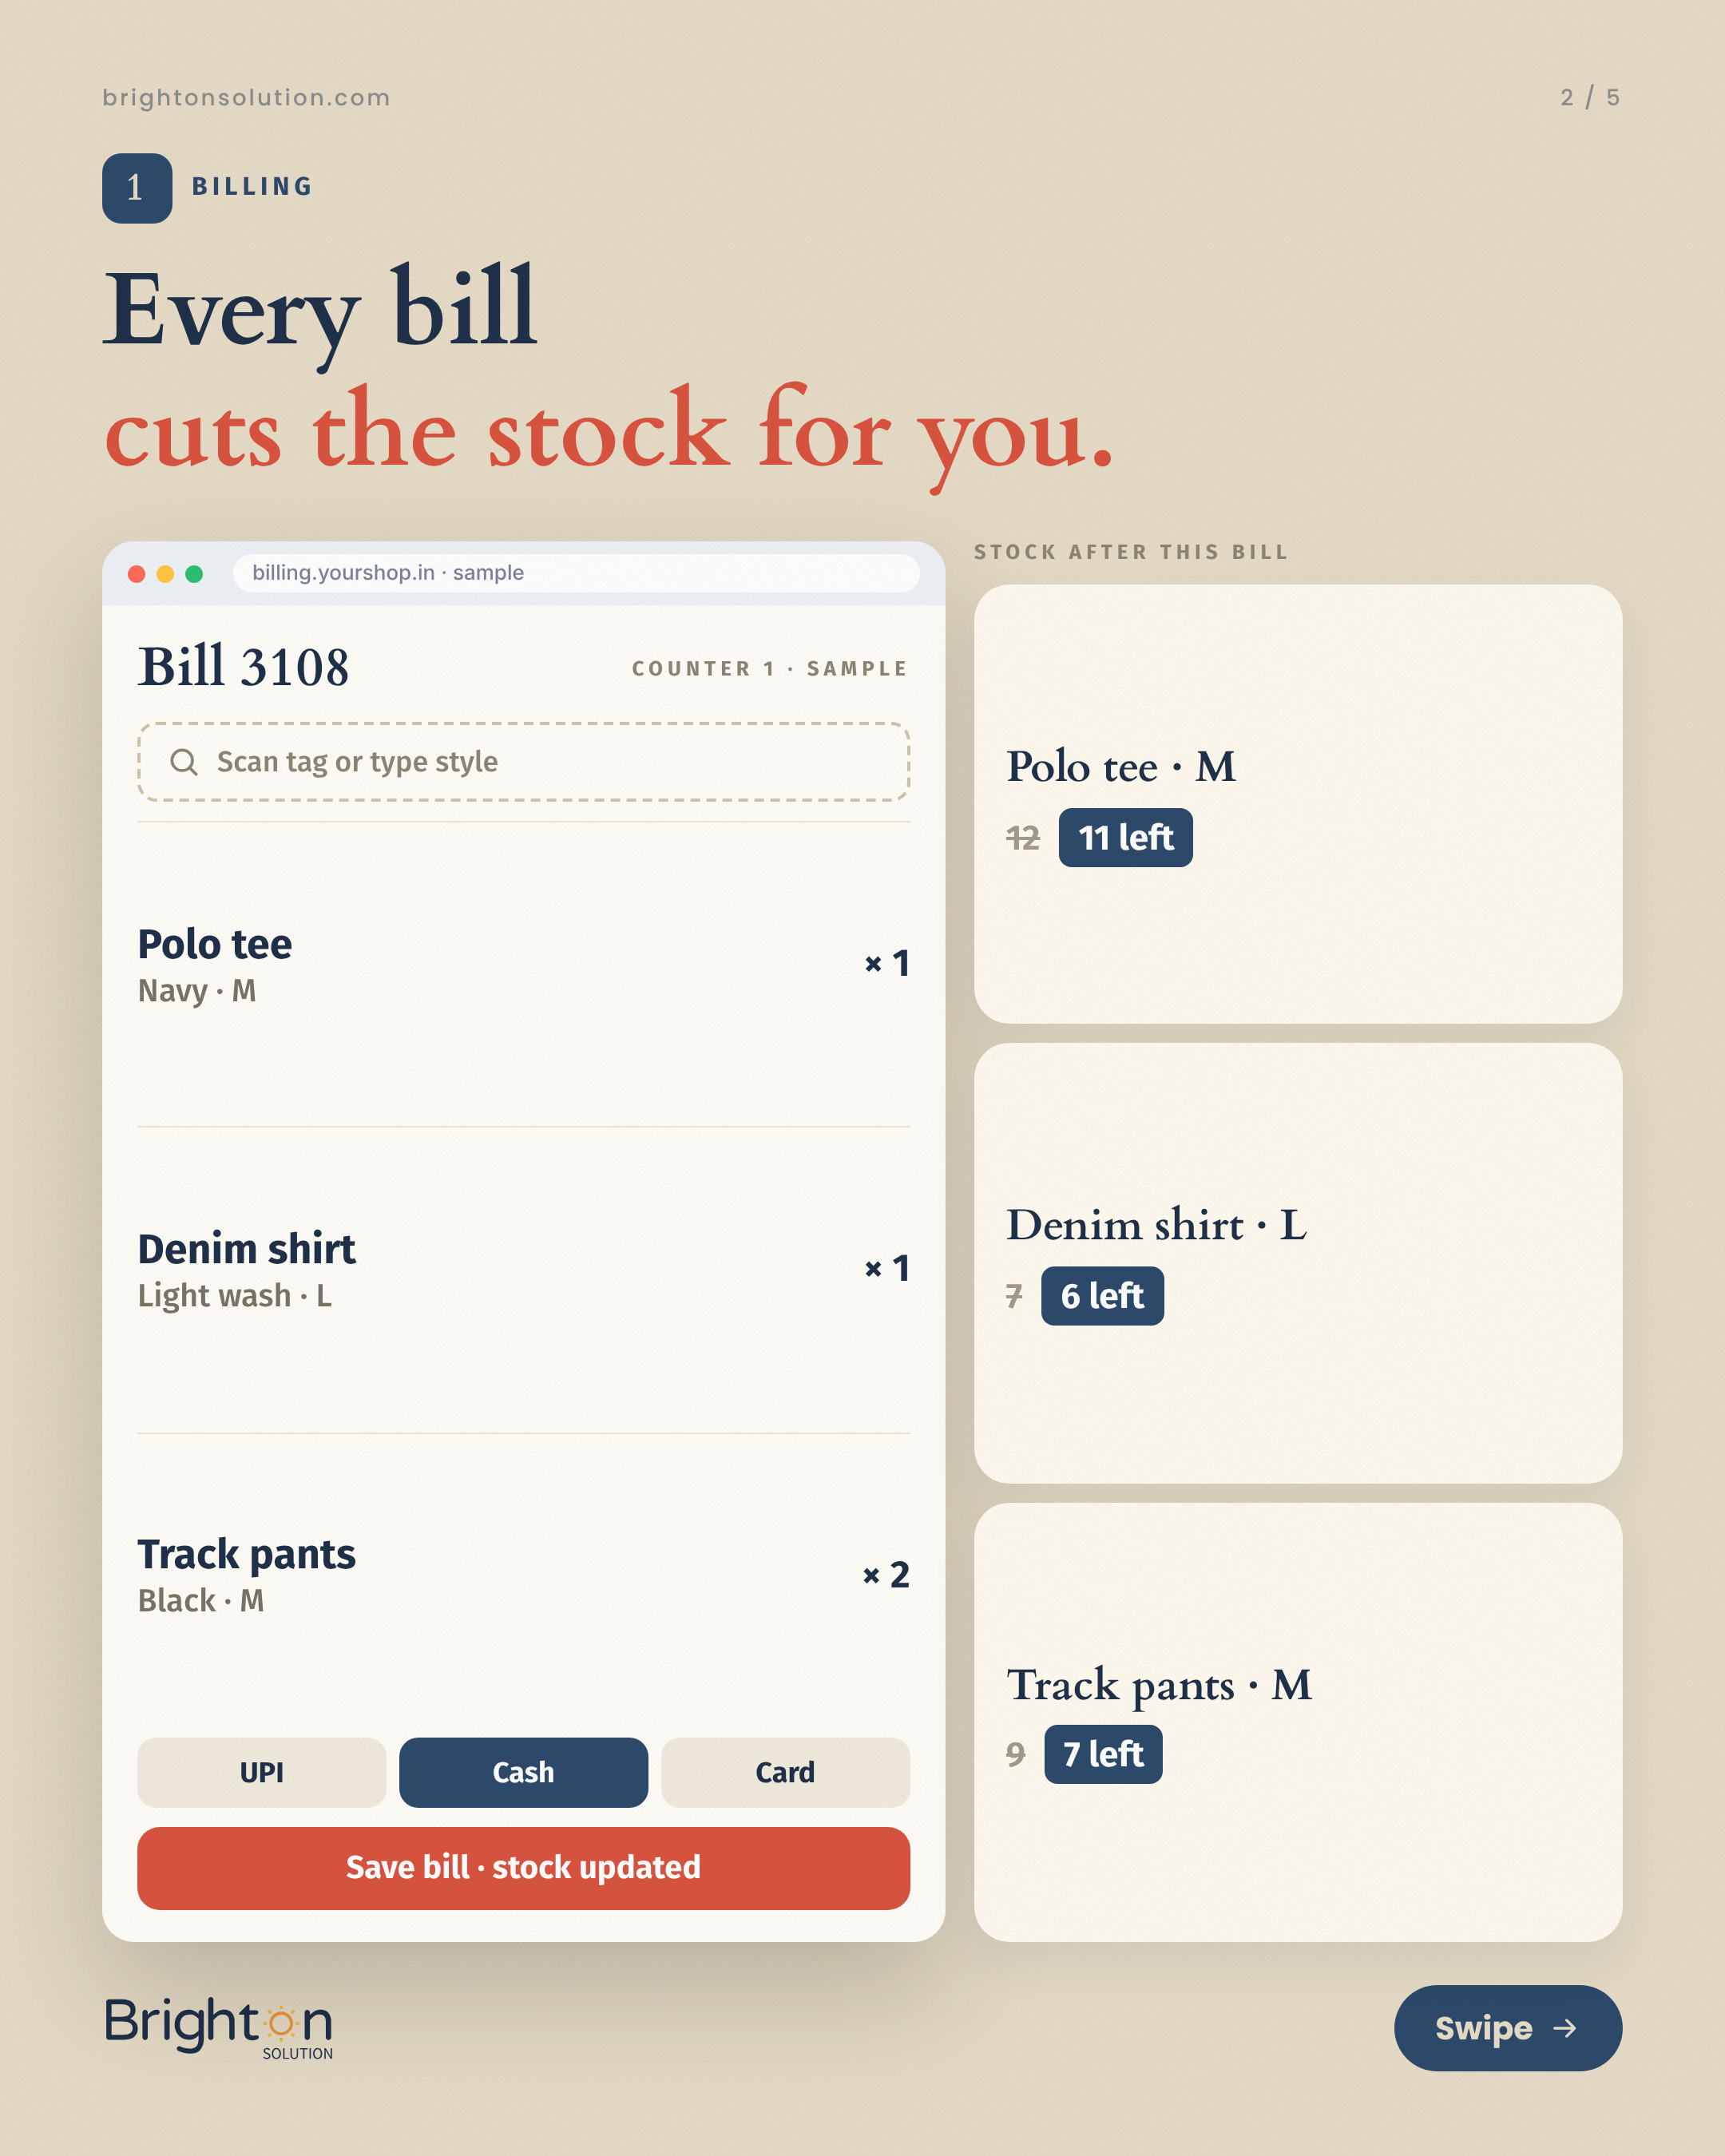 brightonsolution.com
2 / 5
1
BILLING
Every bill
cuts the stock for you.
billing.yourshop.in · sample
Bill 3108
COUNTER 1 · SAMPLE
Scan tag or type style
Polo tee
Navy · M
× 1
Denim shirt
Light wash · L
× 1
Track pants
Black · M
× 2
UPI
Cash
Card
Save bill · stock updated
STOCK AFTER THIS BILL
Polo tee · M
12 11 left
Denim shirt · L
7 6 left
Track pants · M
9 7 left
Brighton
SOLUTION
Swipe →